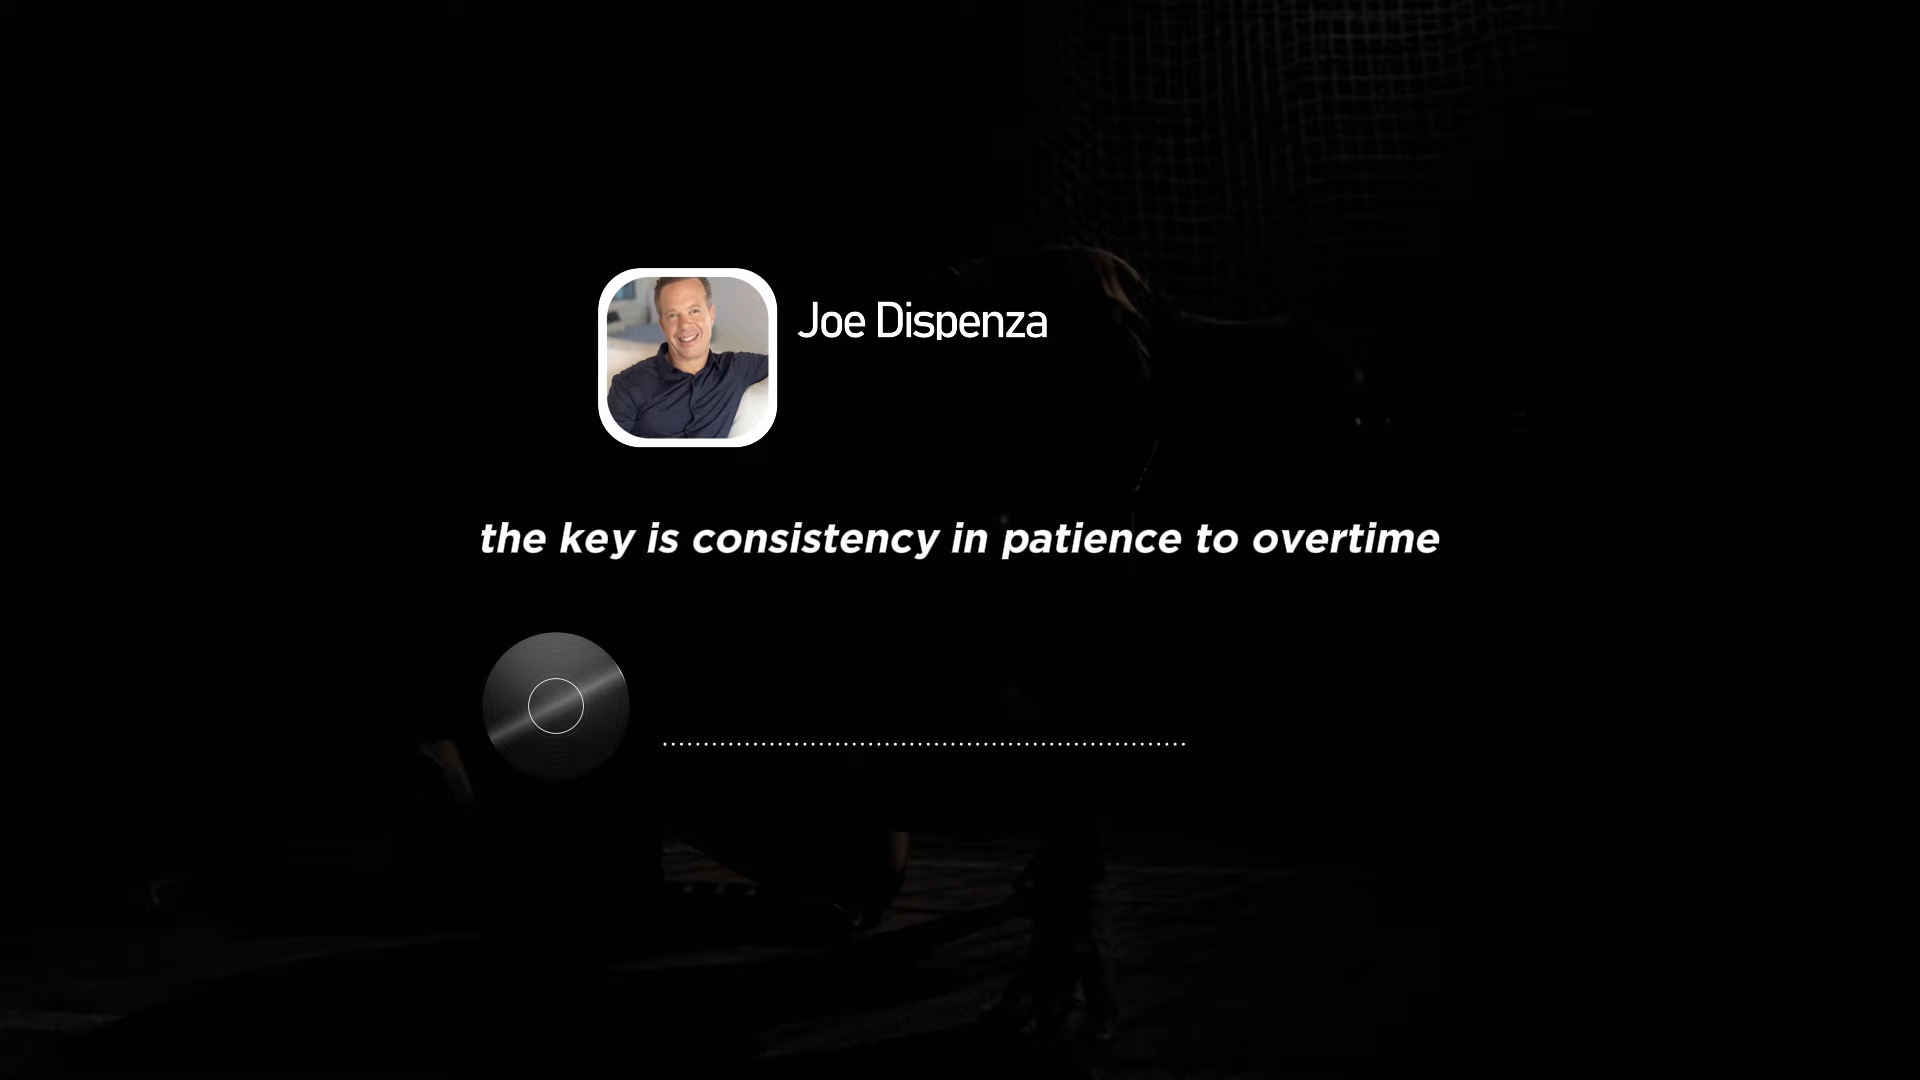 Joe Dispenza
the key is consistency in patience to overtime